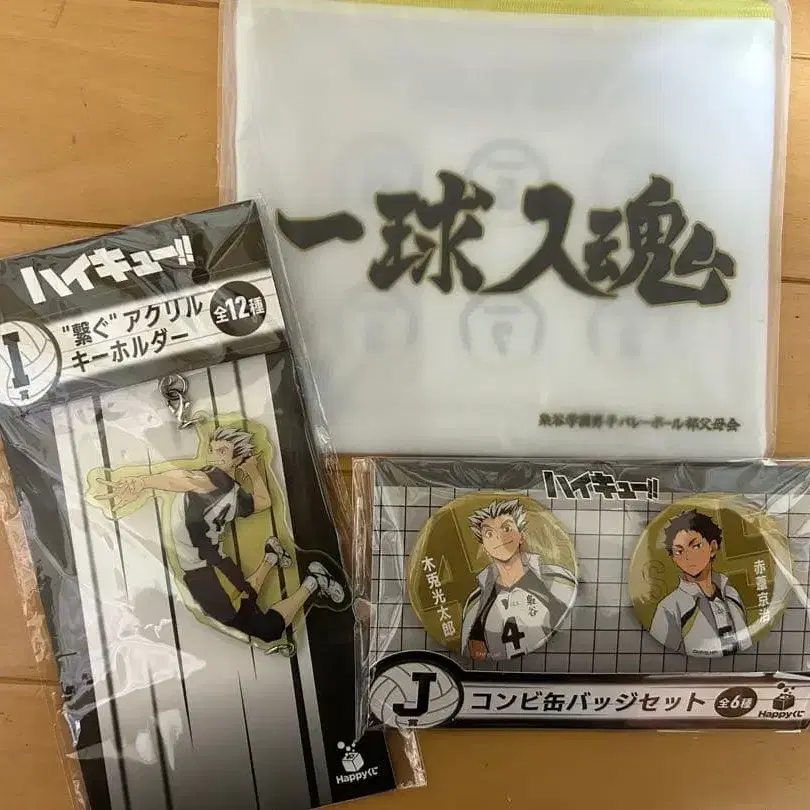 一球入魂
梟谷学園男子バレーボール部父母会
ハイキュー!!
I賞
"繋ぐ"アクリル
キーホルダー
全12種
4
Happyくじ
ハイキュー!!
木兎光太郎
梟谷
4
赤葦京治
5
J賞
コンビ缶バッジセット
全6種
Happyくじ